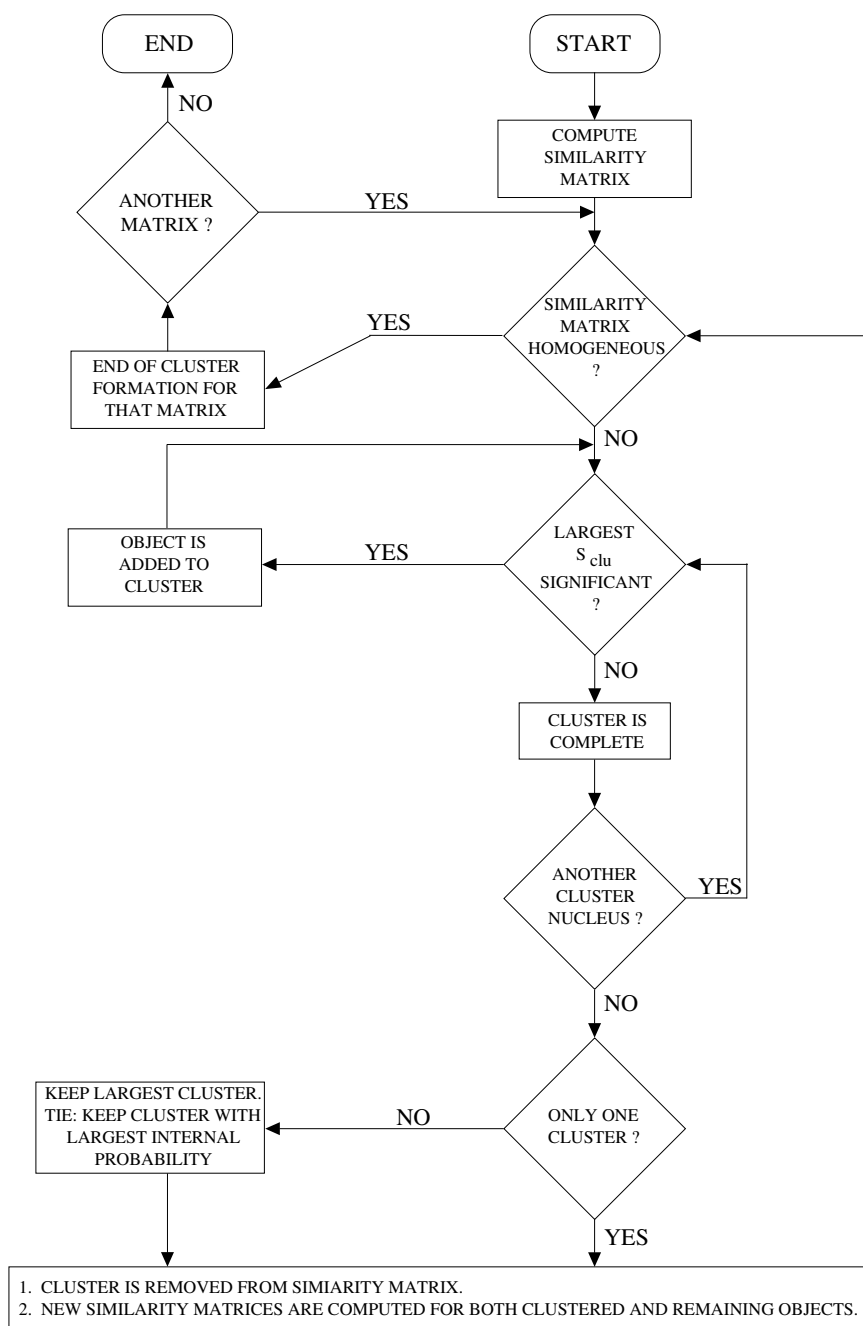 END
START
NO
COMPUTE
SIMILARITY
MATRIX
ANOTHER
MATRIX ?
YES
SIMILARITY
MATRIX
HOMOGENEOUS
?
YES
END OF CLUSTER
FORMATION FOR
THAT MATRIX
NO
LARGEST
S clu
SIGNIFICANT
?
YES
OBJECT IS
ADDED TO
CLUSTER
NO
CLUSTER IS
COMPLETE
ANOTHER
CLUSTER
NUCLEUS ?
YES
NO
ONLY ONE
CLUSTER ?
NO
KEEP LARGEST CLUSTER.
TIE: KEEP CLUSTER WITH
LARGEST INTERNAL
PROBABILITY
YES
1. CLUSTER IS REMOVED FROM SIMIARITY MATRIX.
2. NEW SIMILARITY MATRICES ARE COMPUTED FOR BOTH CLUSTERED AND REMAINING OBJECTS.